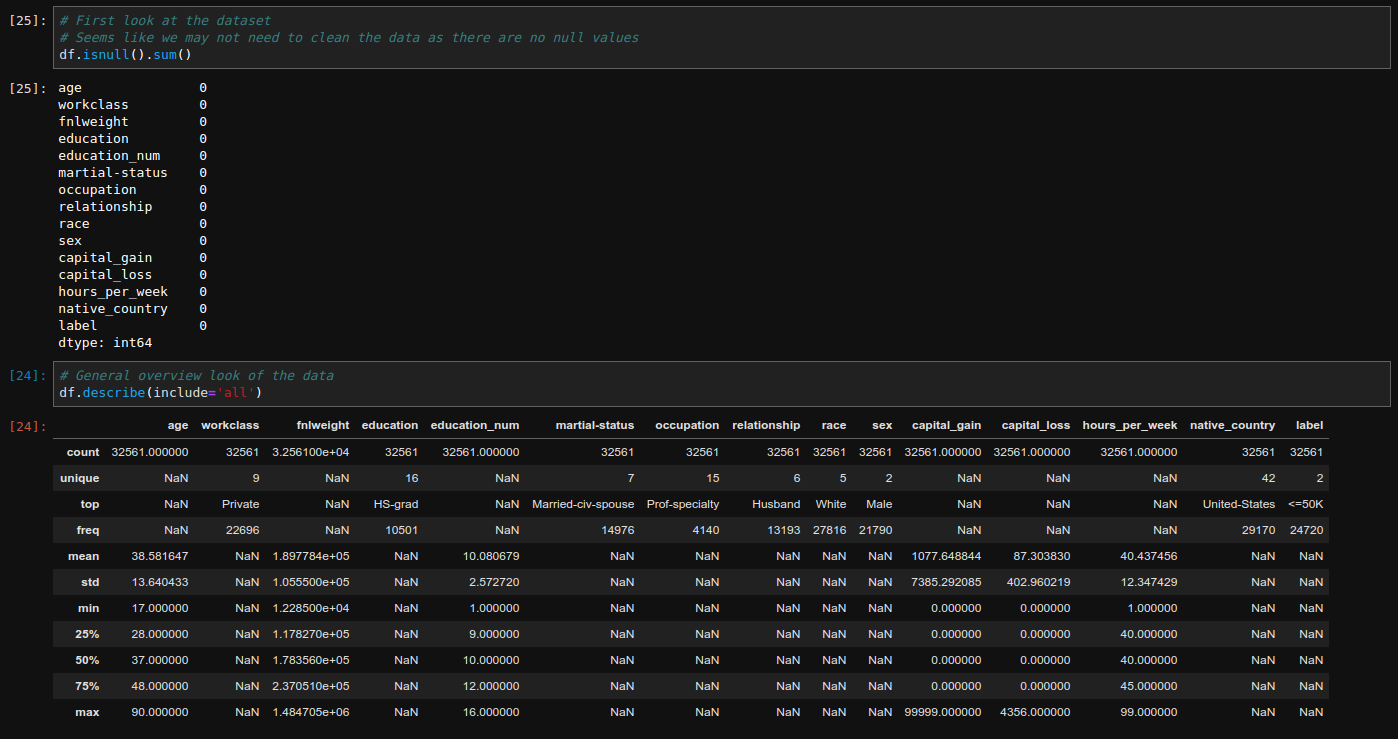 [25]: # First look at the dataset
# Seems like we may not need to clean the data as there are no null values
df.isnull().sum()
[25]: age 0
workclass 0
fnlweight 0
education 0
education_num 0
martial-status 0
occupation 0
relationship 0
race 0
sex 0
capital_gain 0
capital_loss 0
hours_per_week 0
native_country 0
label 0
dtype: int64
[24]: # General overview look of the data
df.describe(include='all')
[24]: age workclass fnlweight education education_num martial-status occupation relationship race sex capital_gain capital_loss hours_per_week native_country label
count 32561.000000 32561 3.256100e+04 32561 32561.000000 32561 32561 32561 32561 32561 32561.000000 32561.000000 32561.000000 32561 32561
unique NaN 9 NaN 16 NaN 7 15 6 5 2 NaN NaN NaN 42 2
top NaN Private NaN HS-grad NaN Married-civ-spouse Prof-specialty Husband White Male NaN NaN NaN United-States <=50K
freq NaN 22696 NaN 10501 NaN 14976 4140 13193 27816 21790 NaN NaN NaN 29170 24720
mean 38.581647 NaN 1.897784e+05 NaN 10.080679 NaN NaN NaN NaN NaN 1077.648844 87.303830 40.437456 NaN NaN
std 13.640433 NaN 1.055500e+05 NaN 2.572720 NaN NaN NaN NaN NaN 7385.292085 402.960219 12.347429 NaN NaN
min 17.000000 NaN 1.228500e+04 NaN 1.000000 NaN NaN NaN NaN NaN 0.000000 0.000000 1.000000 NaN NaN
25% 28.000000 NaN 1.178270e+05 NaN 9.000000 NaN NaN NaN NaN NaN 0.000000 0.000000 40.000000 NaN NaN
50% 37.000000 NaN 1.783560e+05 NaN 10.000000 NaN NaN NaN NaN NaN 0.000000 0.000000 40.000000 NaN NaN
75% 48.000000 NaN 2.370510e+05 NaN 12.000000 NaN NaN NaN NaN NaN 0.000000 0.000000 45.000000 NaN NaN
max 90.000000 NaN 1.484705e+06 NaN 16.000000 NaN NaN NaN NaN NaN 99999.000000 4356.000000 99.000000 NaN NaN